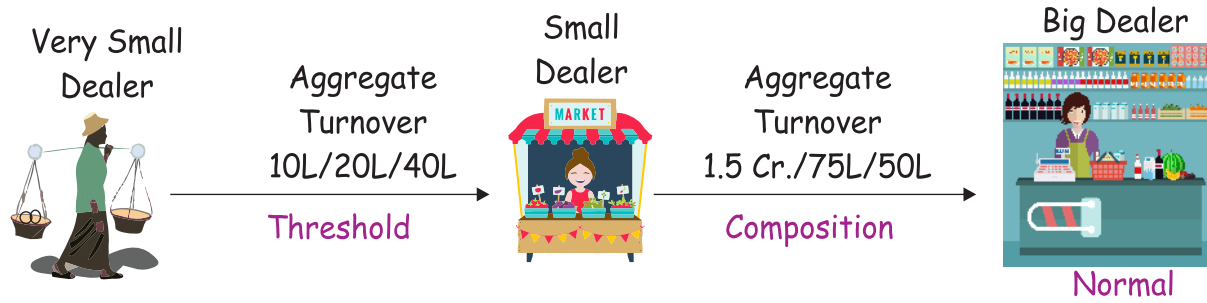 Very Small
Dealer
Aggregate
Turnover
10L/20L/40L
Threshold
Small
Dealer
MARKET
Aggregate
Turnover
1.5 Cr./75L/50L
Composition
Big Dealer
Normal